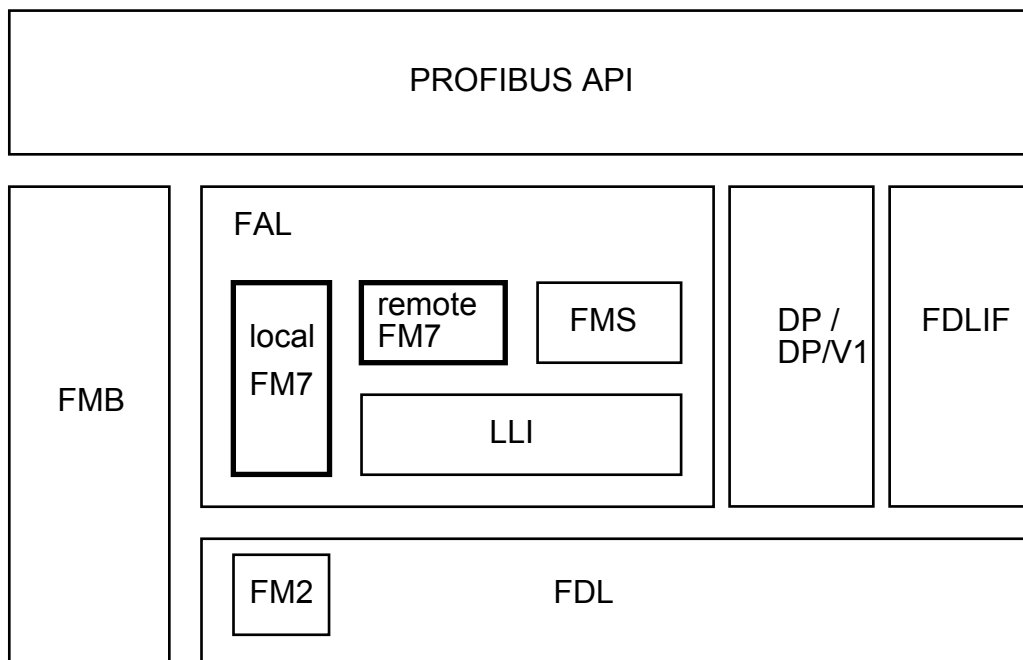 PROFIBUS API
FMB
FAL
local
FM7
remote
FM7
FMS
LLI
DP /
DP/V1
FDLIF
FM2
FDL